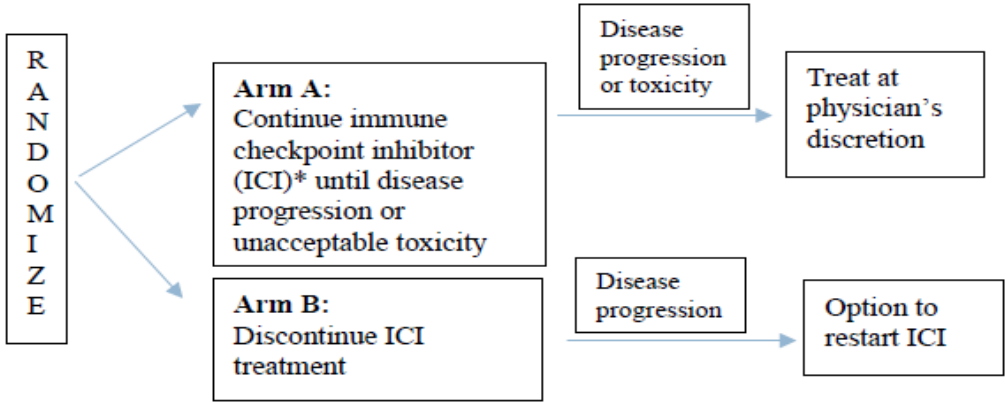 RANDOMIZE
Arm A:
Continue immune
checkpoint inhibitor
(ICI)* until disease
progression or
unacceptable toxicity
Disease
progression
or toxicity
Treat at
physician's
discretion
Arm B:
Discontinue ICI
treatment
Disease
progression
Option to
restart ICI